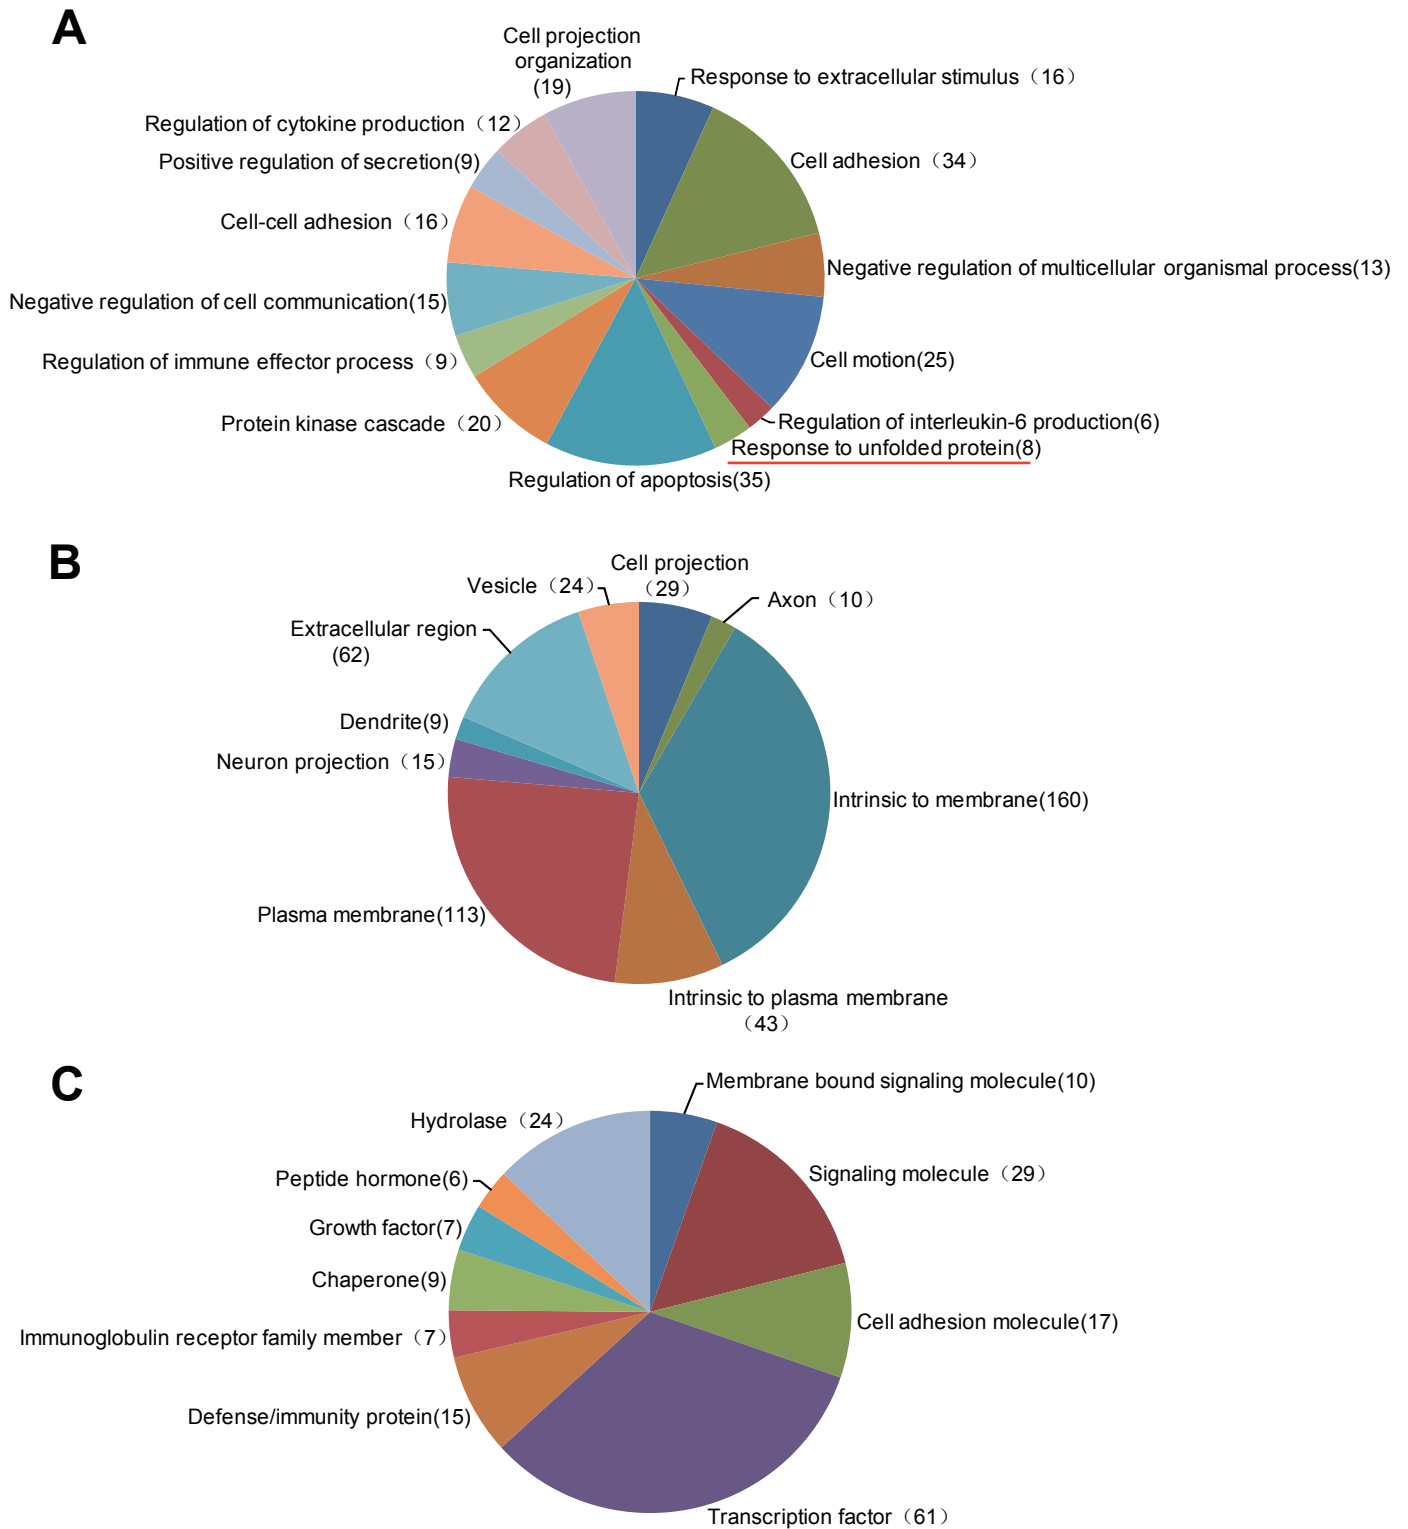 A
Cell projection
organization
(19)
Response to extracellular stimulus（16）
Regulation of cytokine production（12）
Cell adhesion（34）
Positive regulation of secretion(9)
Cell-cell adhesion（16）
Negative regulation of multicellular organismal process(13)
Negative regulation of cell communication(15)
Cell motion(25)
Regulation of immune effector process（9）
Regulation of interleukin-6 production(6)
Protein kinase cascade（20）
Response to unfolded protein(8)
Regulation of apoptosis(35)
B
Cell projection
（29）
Vesicle（24）
Axon（10）
Extracellular region
(62)
Dendrite(9)
Neuron projection（15）
Intrinsic to membrane(160)
Plasma membrane(113)
Intrinsic to plasma membrane
（43）
C
Membrane bound signaling molecule(10)
Hydrolase（24）
Signaling molecule（29）
Peptide hormone(6)
Growth factor(7)
Chaperone(9)
Cell adhesion molecule(17)
Immunoglobulin receptor family member（7）
Defense/immunity protein(15)
Transcription factor（61）